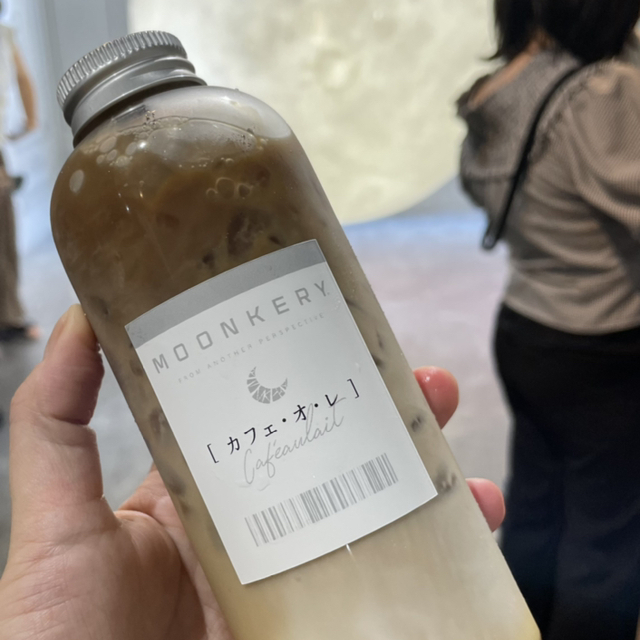 MOONKERY
FROM ANOTHER PERSPECTIVE
[カフェ・オ・レ]
Caféaulait